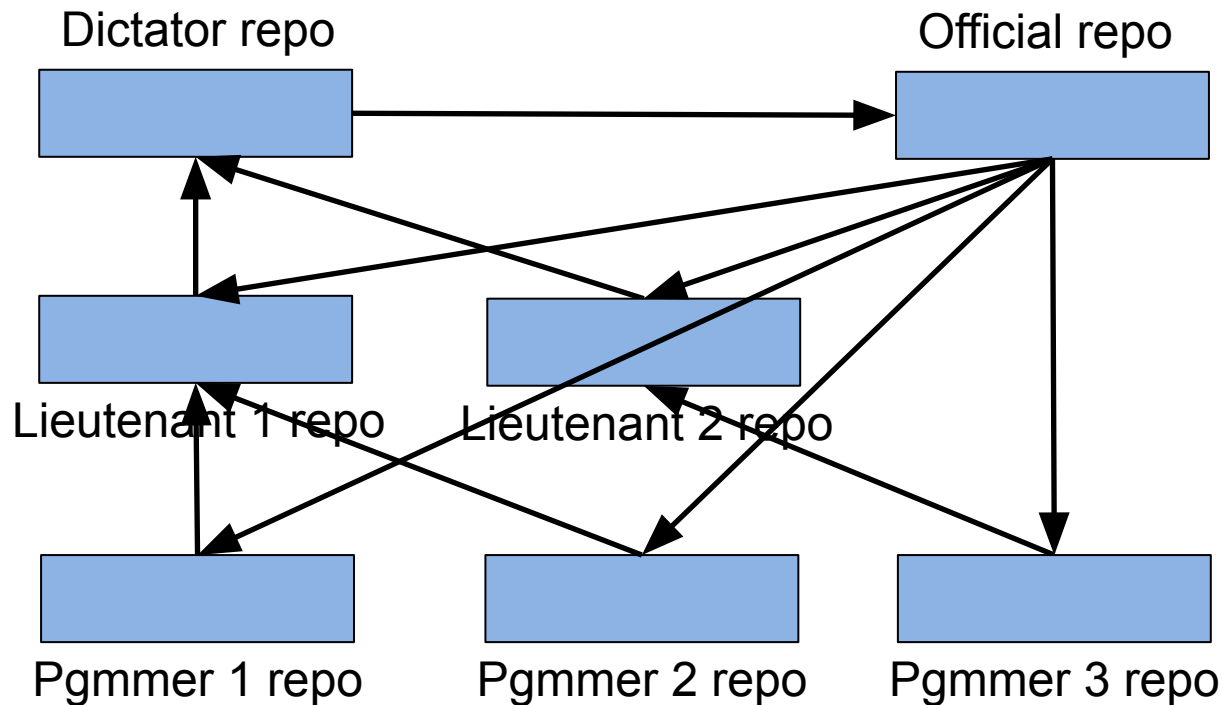 Dictator repo
Official repo
Lieutenant 1 repo
Lieutenant 2 repo
Pgmmer 1 repo
Pgmmer 2 repo
Pgmmer 3 repo